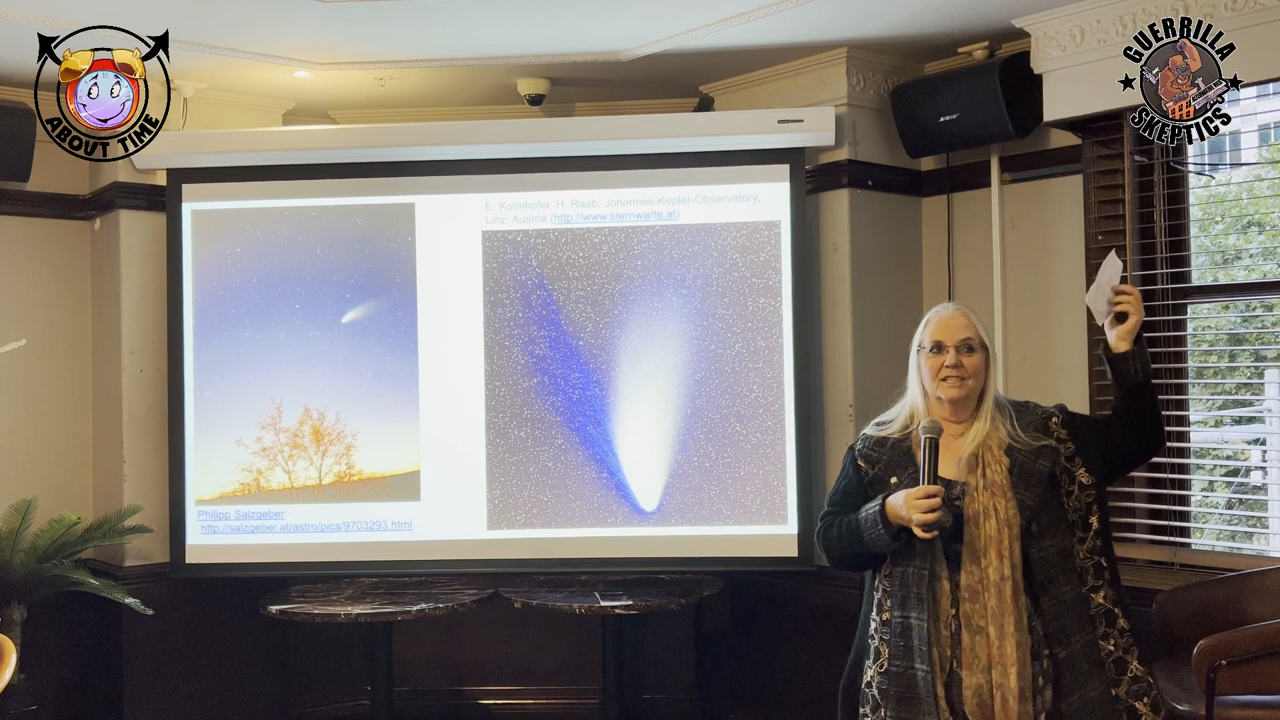 ABOUT TIME
GUERRILLA
SKEPTICS
BOSE
E. Kolmhofer, H. Raab; Johannes-Kepler-Observatory,
Linz, Austria (http://www.sternwarte.at)
Philipp Salzgeber
http://salzgeber.at/astro/pics/9703293.html